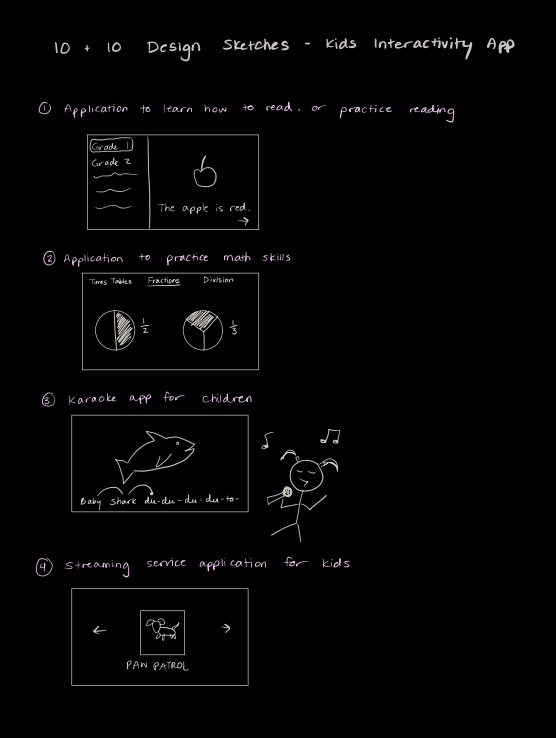 10 + 10 Design Sketches - Kids Interactivity App
① Application to learn how to read, or practice reading
Grade 1
Grade 2
The apple is red.
→
② Application to practice math skills
Times Tables Fractions Division
1/2 1/3
③ Karaoke app for children
Baby shark du-du-du-du-to-
④ Streaming service application for kids
← →
PAW PATROL